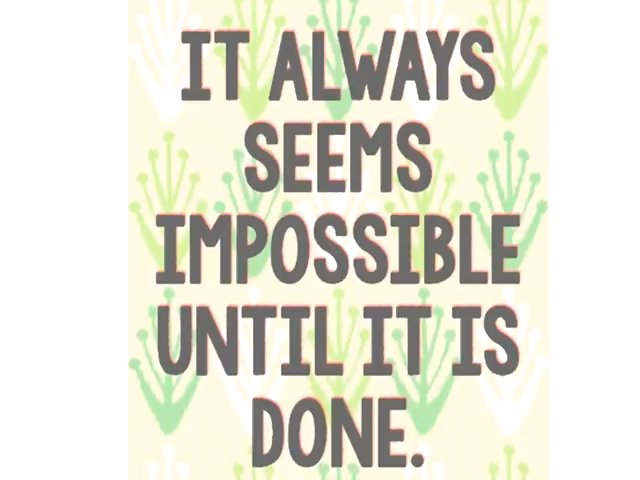 IT ALWAYS
SEEMS
IMPOSSIBLE
UNTIL IT IS
DONE.